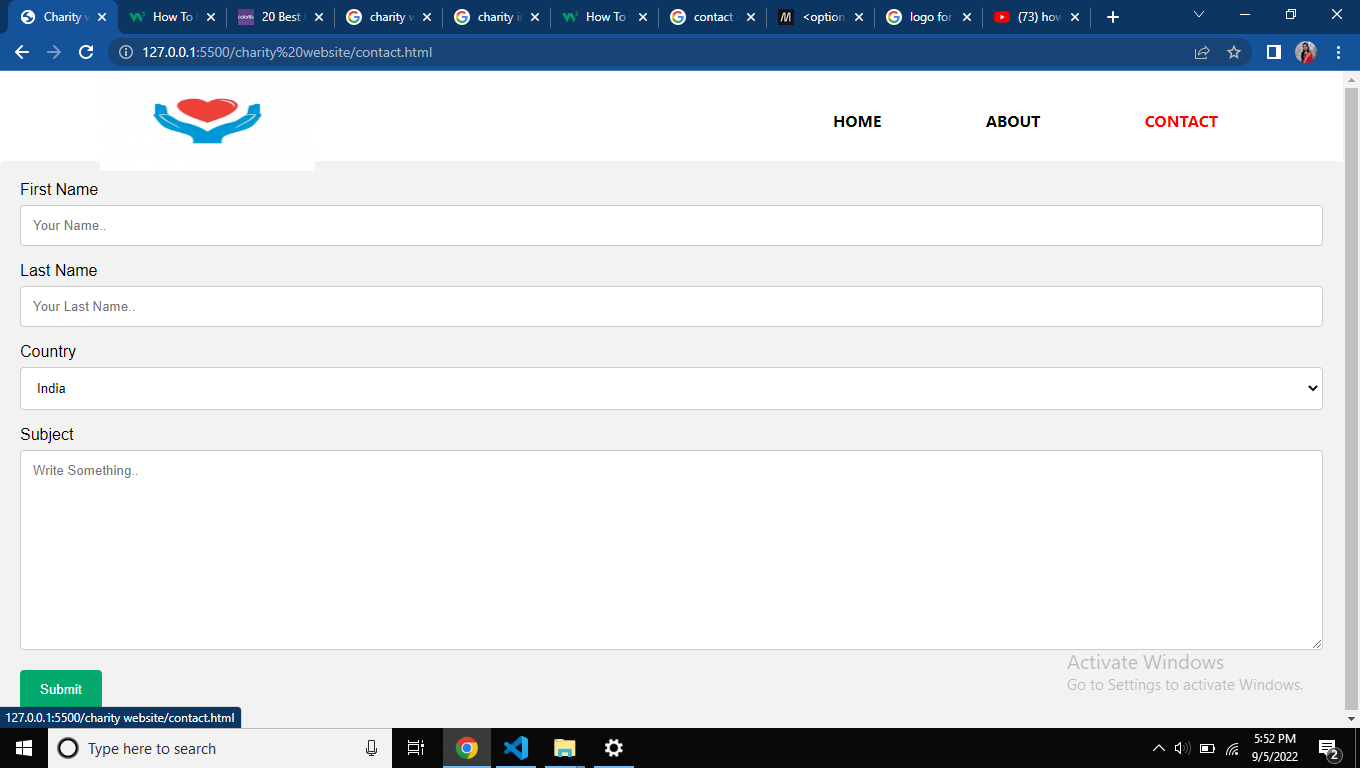 Charity w
How To C
20 Best C
charity w
charity i
How To
contact
<option
logo for
(73) how
127.0.0.1:5500/charity%20website/contact.html
HOME ABOUT CONTACT
First Name
Your Name..
Last Name
Your Last Name..
Country
India
Subject
Write Something..
Activate Windows
Go to Settings to activate Windows.
Submit
127.0.0.1:5500/charity website/contact.html
Type here to search
5:52 PM
9/5/2022
2